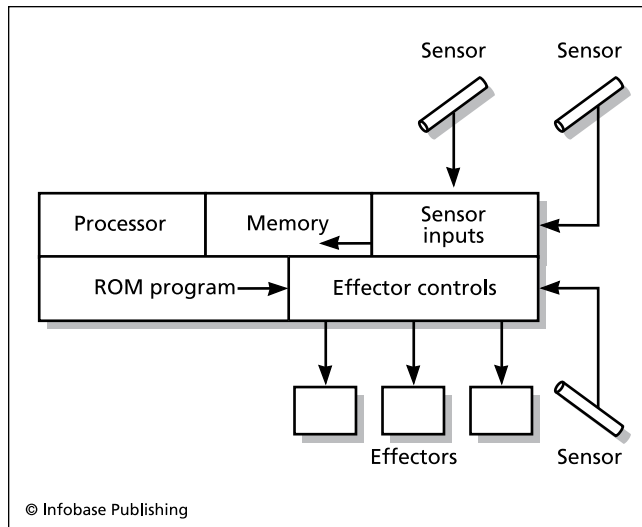 Sensor
Sensor
Processor
Memory
Sensor
inputs
ROM program
Effector controls
Effectors
Sensor
© Infobase Publishing